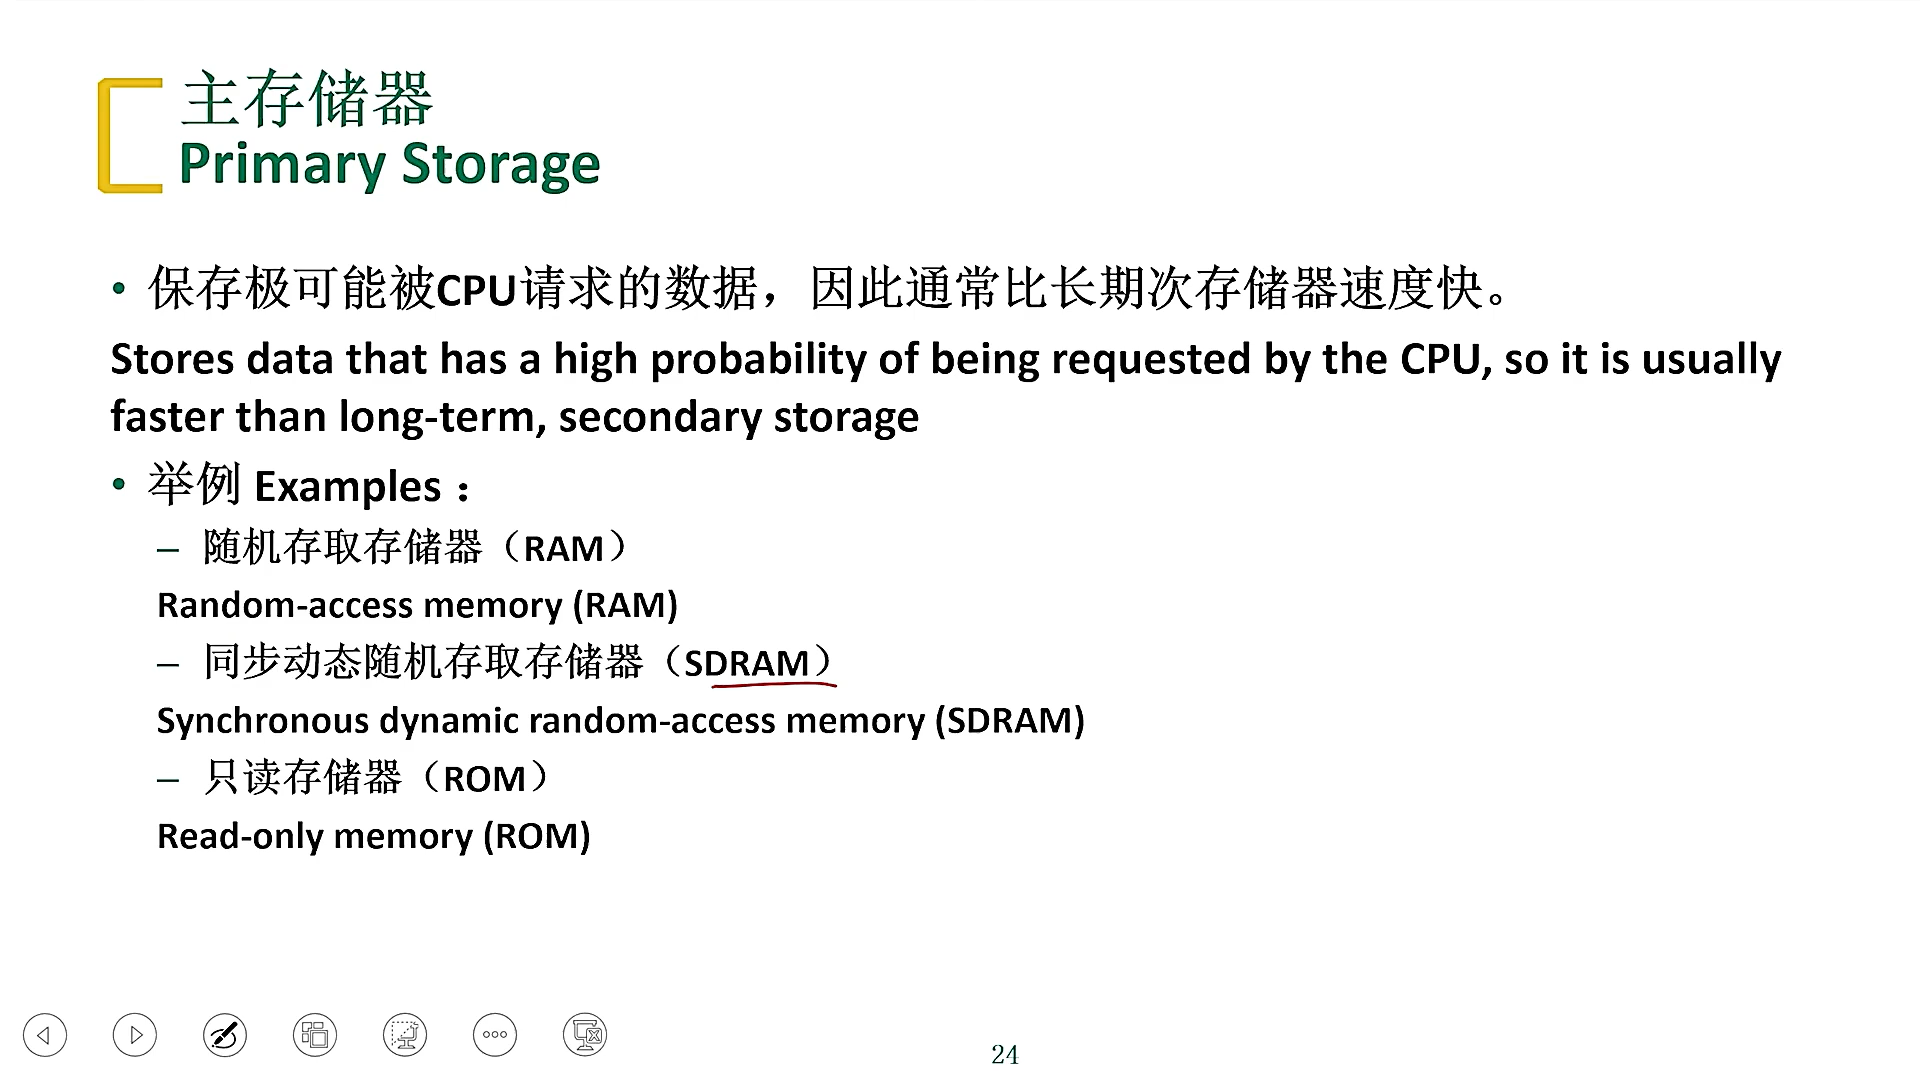 主存储器
Primary Storage
• 保存极可能被CPU请求的数据，因此通常比长期次存储器速度快。
Stores data that has a high probability of being requested by the CPU, so it is usually
faster than long-term, secondary storage
• 举例 Examples：
– 随机存取存储器（RAM）
Random-access memory (RAM)
– 同步动态随机存取存储器（SDRAM）
Synchronous dynamic random-access memory (SDRAM)
– 只读存储器（ROM）
Read-only memory (ROM)
24